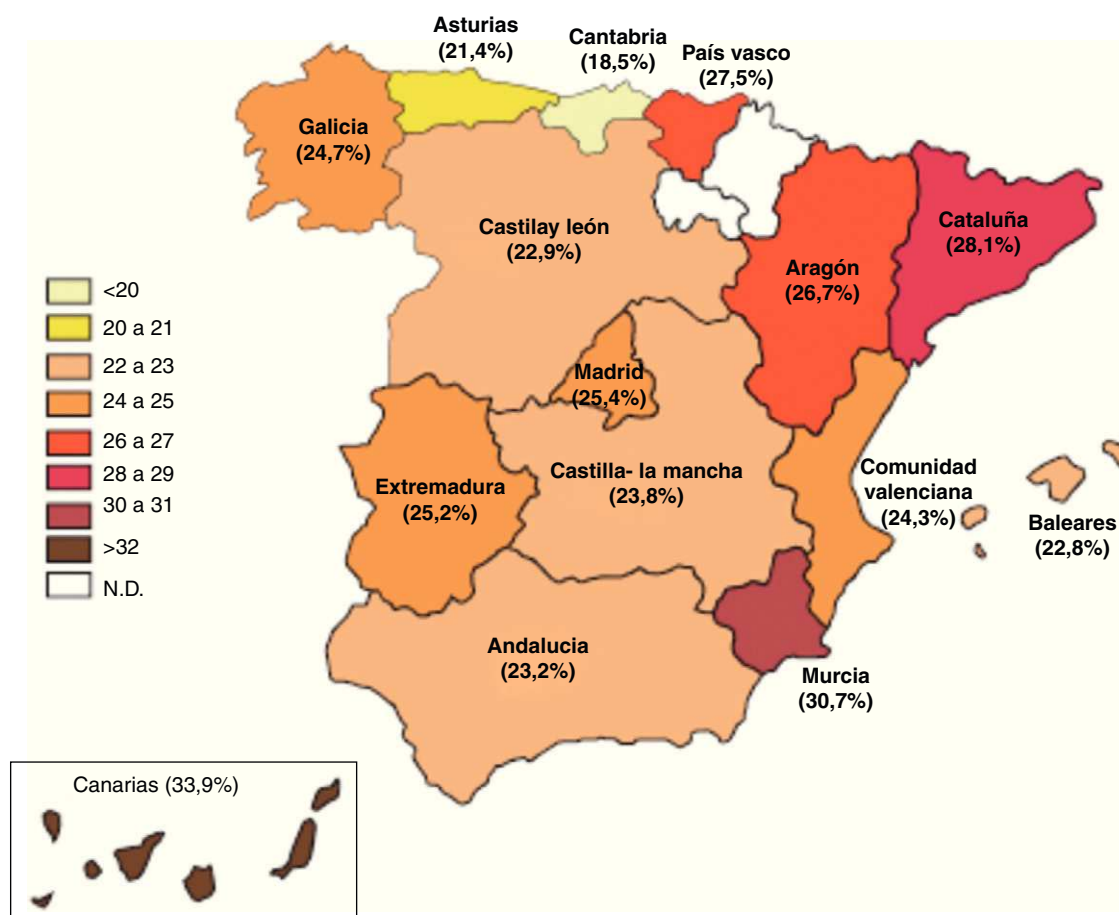 Asturias
(21,4%)
Cantabria
(18,5%)
País vasco
(27,5%)
Galicia
(24,7%)
Castilay león
(22,9%)
Cataluña
(28,1%)
Aragón
(26,7%)
<20
20 a 21
22 a 23
24 a 25
26 a 27
28 a 29
30 a 31
>32
N.D.
Madrid
(25,4%)
Castilla- la mancha
(23,8%)
Extremadura
(25,2%)
Comunidad
valenciana
(24,3%)
Baleares
(22,8%)
Andalucia
(23,2%)
Murcia
(30,7%)
Canarias (33,9%)